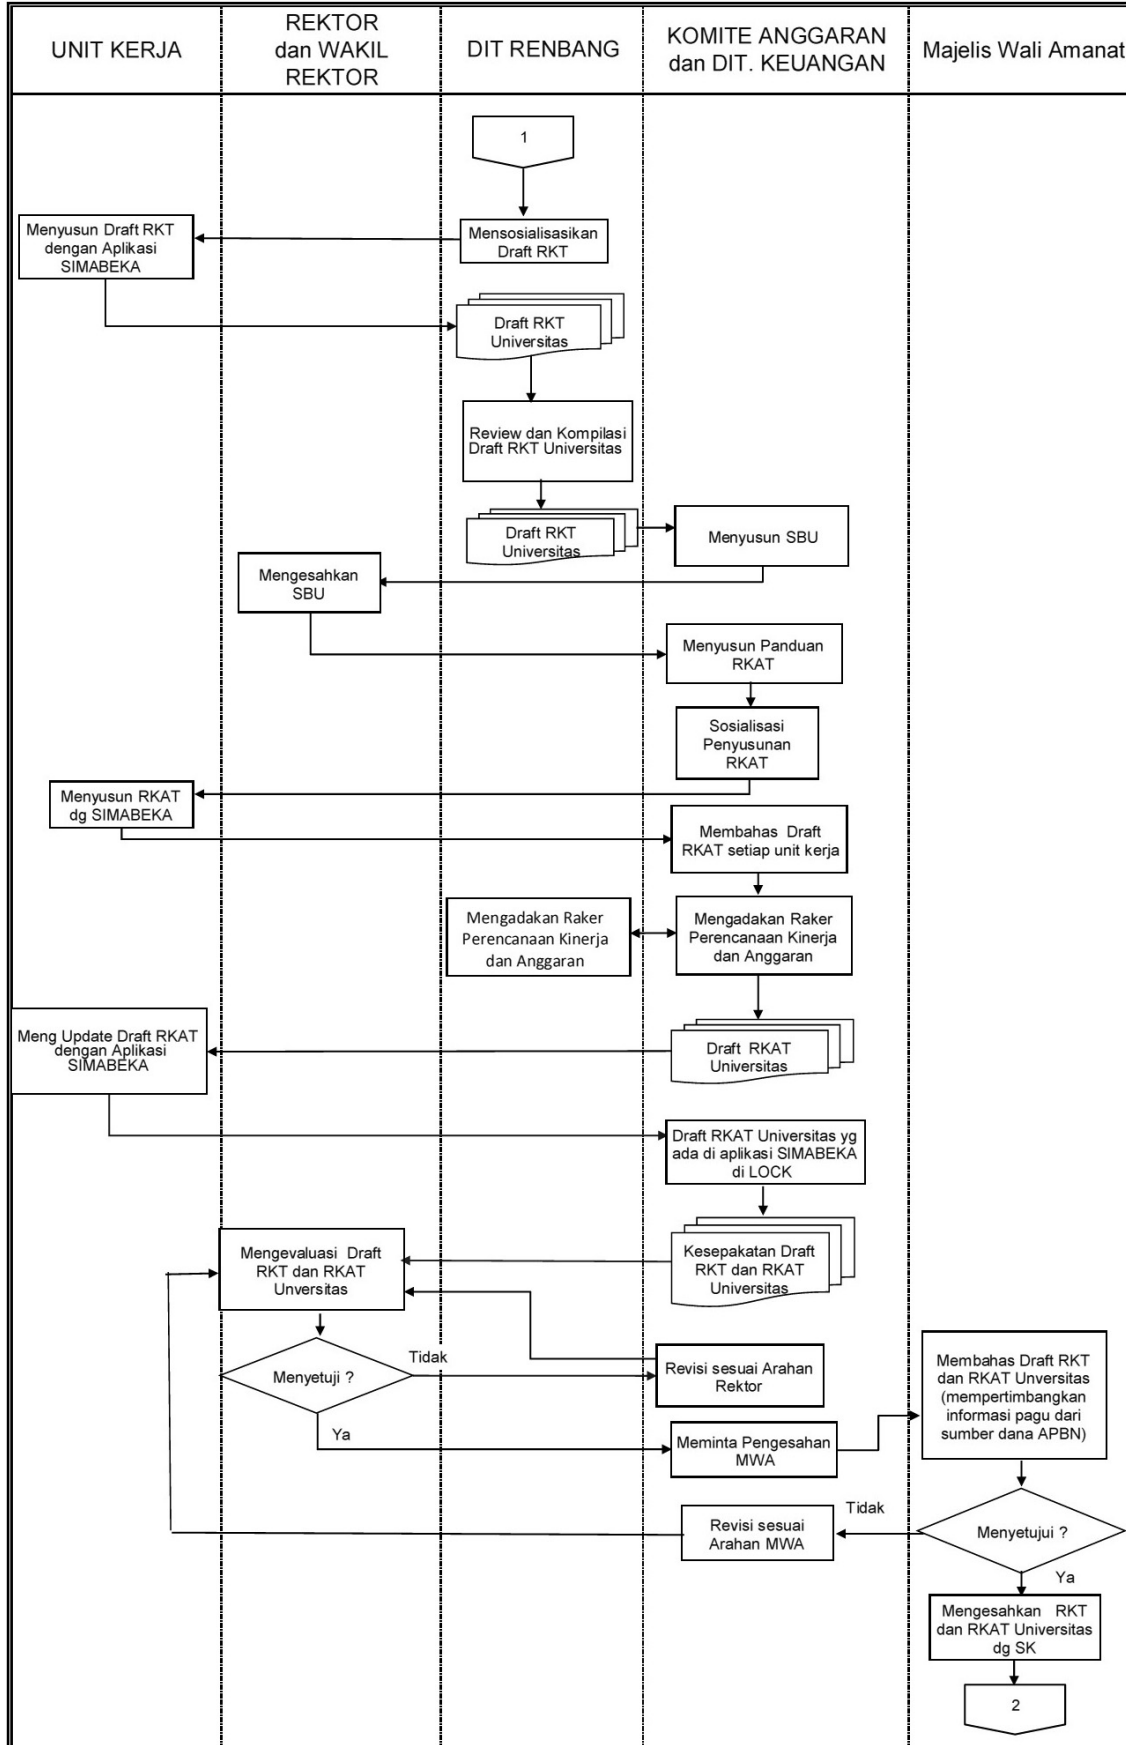 UNIT KERJA
REKTOR
dan WAKIL
REKTOR
DIT RENBANG
KOMITE ANGGARAN
dan DIT. KEUANGAN
Majelis Wali Amanat
1
Mensosialisasikan
Draft RKT
Menyusun Draft RKT
dengan Aplikasi
SIMABEKA
Draft RKT
Universitas
Review dan Kompilasi
Draft RKT Universitas
Draft RKT
Universitas
Menyusun SBU
Mengesahkan
SBU
Menyusun Panduan
RKAT
Sosialisasi
Penyusunan
RKAT
Menyusun RKAT
dg SIMABEKA
Membahas Draft
RKAT setiap unit kerja
Mengadakan Raker
Perencanaan Kinerja
dan Anggaran
Mengadakan Raker
Perencanaan Kinerja
dan Anggaran
Draft RKAT
Universitas
Meng Update Draft RKAT
dengan Aplikasi
SIMABEKA
Draft RKAT Universitas yg
ada di aplikasi SIMABEKA
di LOCK
Kesepakatan Draft
RKT dan RKAT
Universitas
Mengevaluasi Draft
RKT dan RKAT
Unversitas
Menyetuji ?
Tidak
Revisi sesuai Arahan
Rektor
Ya
Meminta Pengesahan
MWA
Membahas Draft RKT
dan RKAT Unversitas
(mempertimbangkan
informasi pagu dari
sumber dana APBN)
Menyetujui ?
Tidak
Revisi sesuai
Arahan MWA
Ya
Mengesahkan RKT
dan RKAT Universitas
dg SK
2